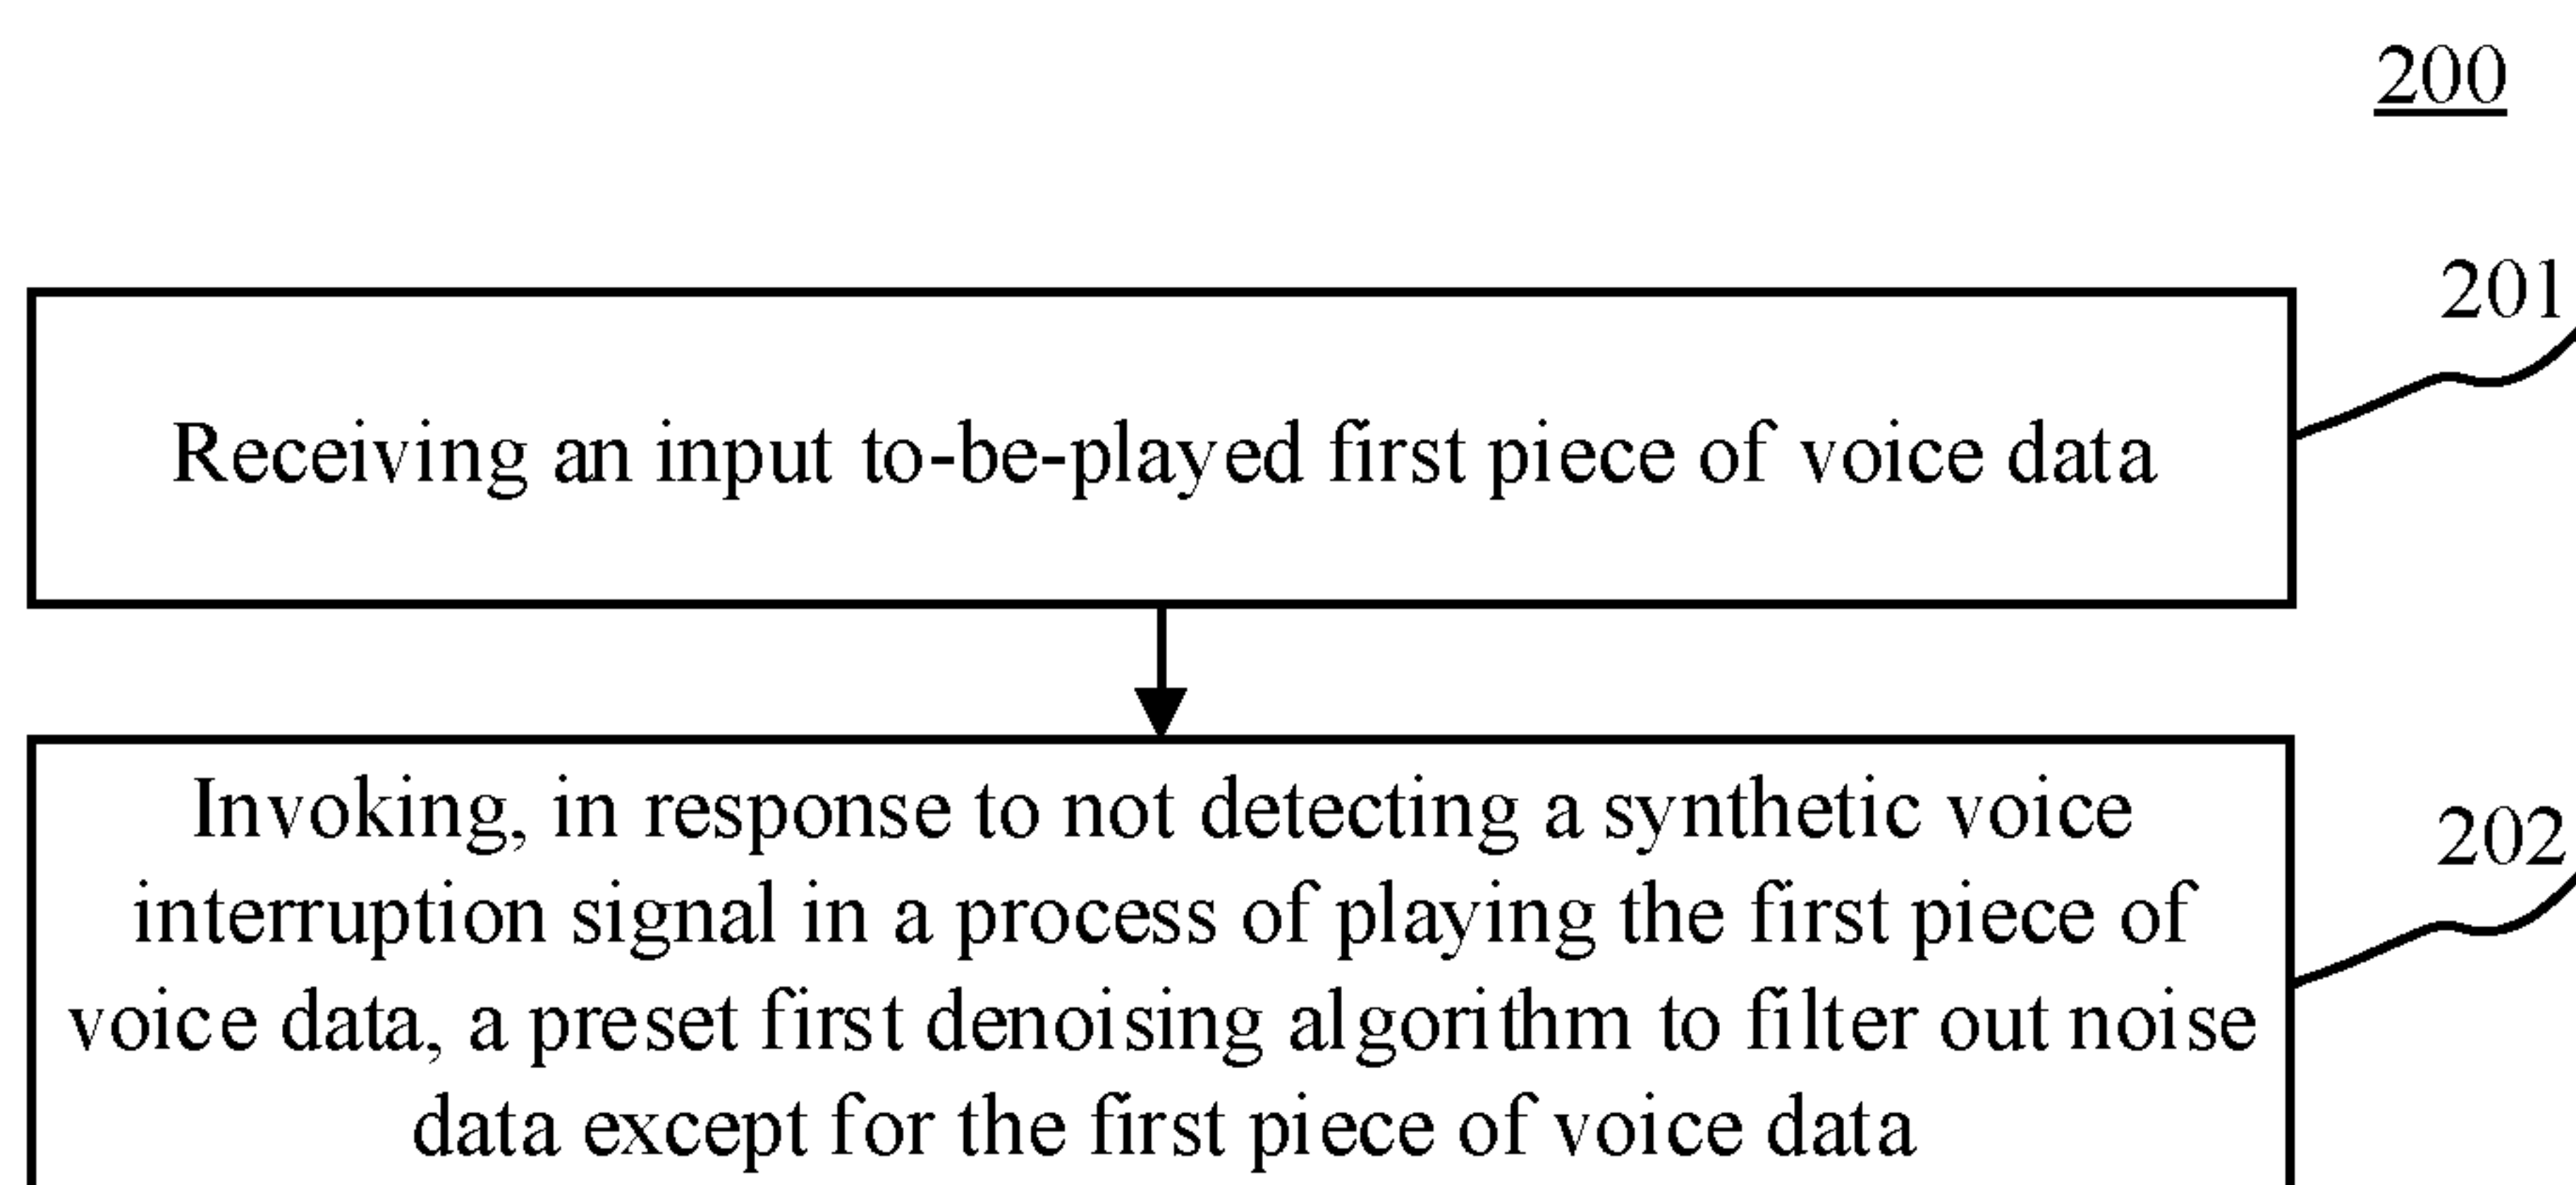 200
201
Receiving an input to-be-played first piece of voice data
Invoking, in response to not detecting a synthetic voice
202
interruption signal in a process of playing the first piece of
voice data, a preset first denoising algorithm to filter out noise
data except for the first piece of voice data